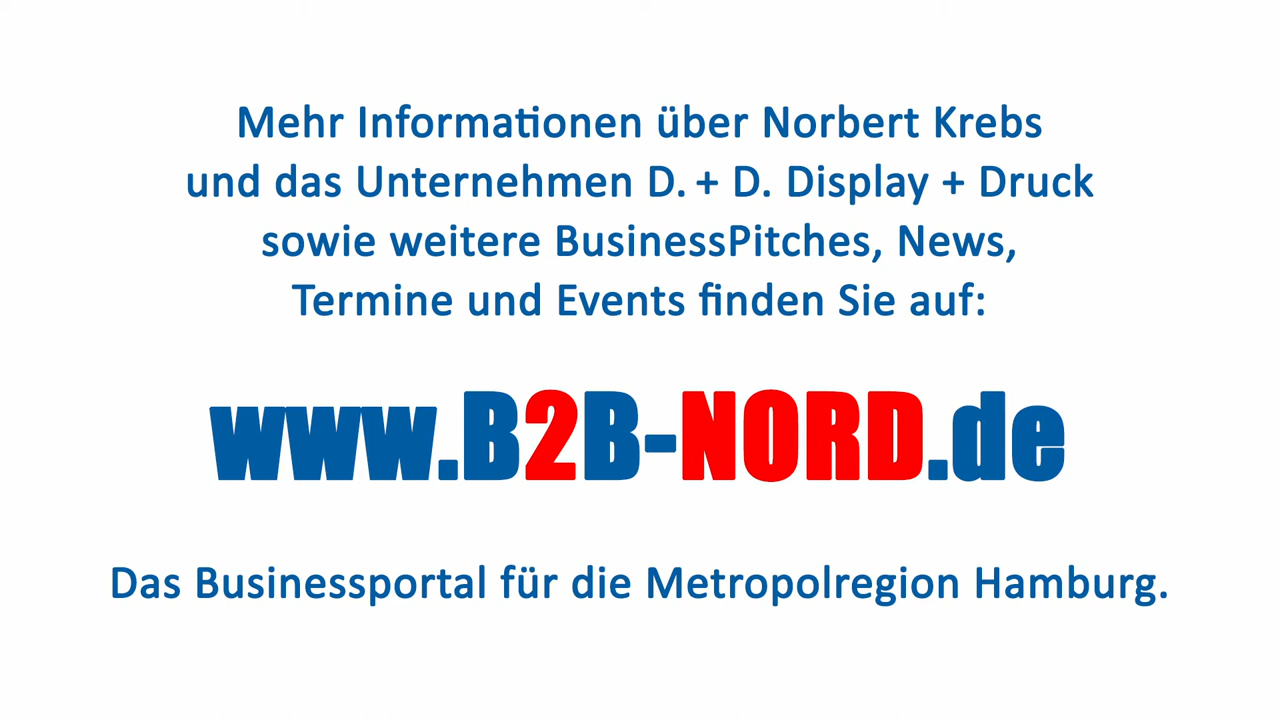 Mehr Informationen über Norbert Krebs
und das Unternehmen D. + D. Display + Druck
sowie weitere BusinessPitches, News,
Termine und Events finden Sie auf:
www.B2B-NORD.de
Das Businessportal für die Metropolregion Hamburg.